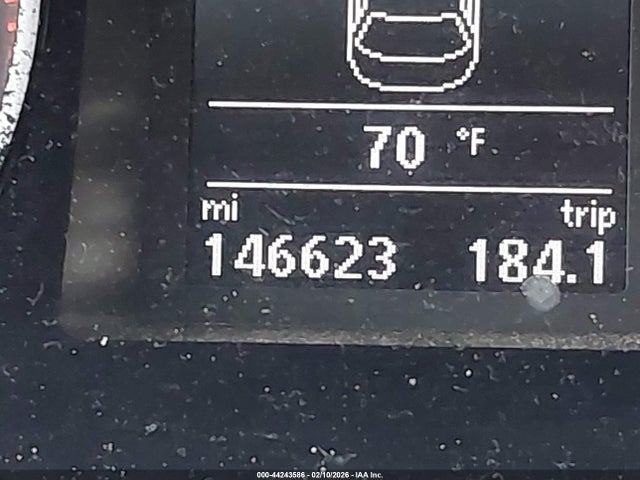 70 °F
mi trip
146623 184.1
000-44243586 - 02/10/2026 - IAA Inc.